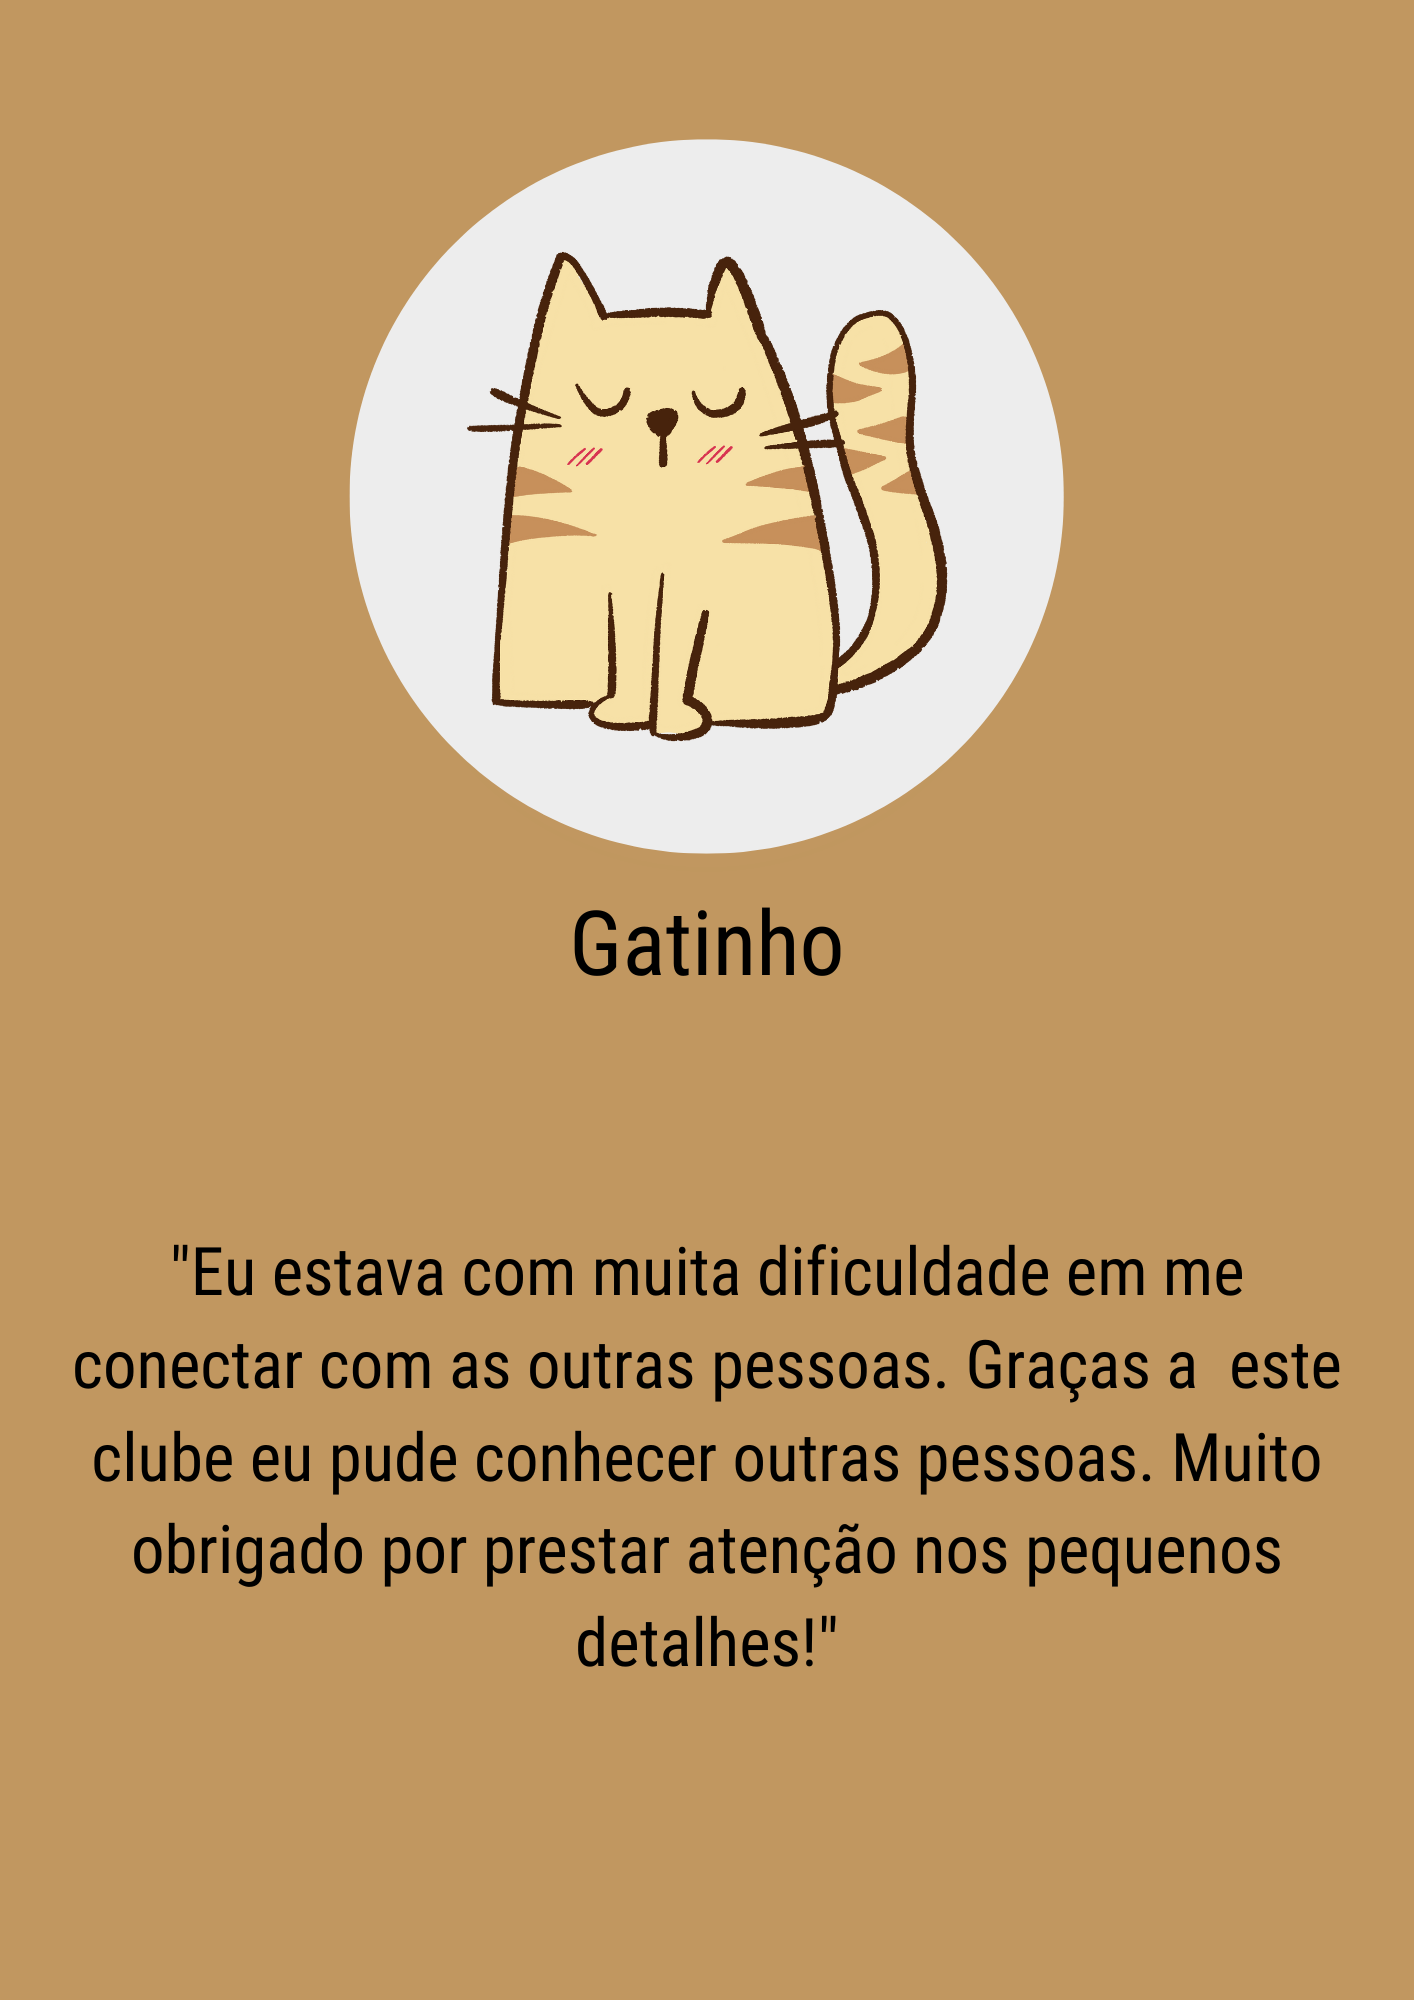 Gatinho
"Eu estava com muita dificuldade em me
conectar com as outras pessoas. Graças a  este
clube eu pude conhecer outras pessoas. Muito
obrigado por prestar atenção nos pequenos
detalhes!"